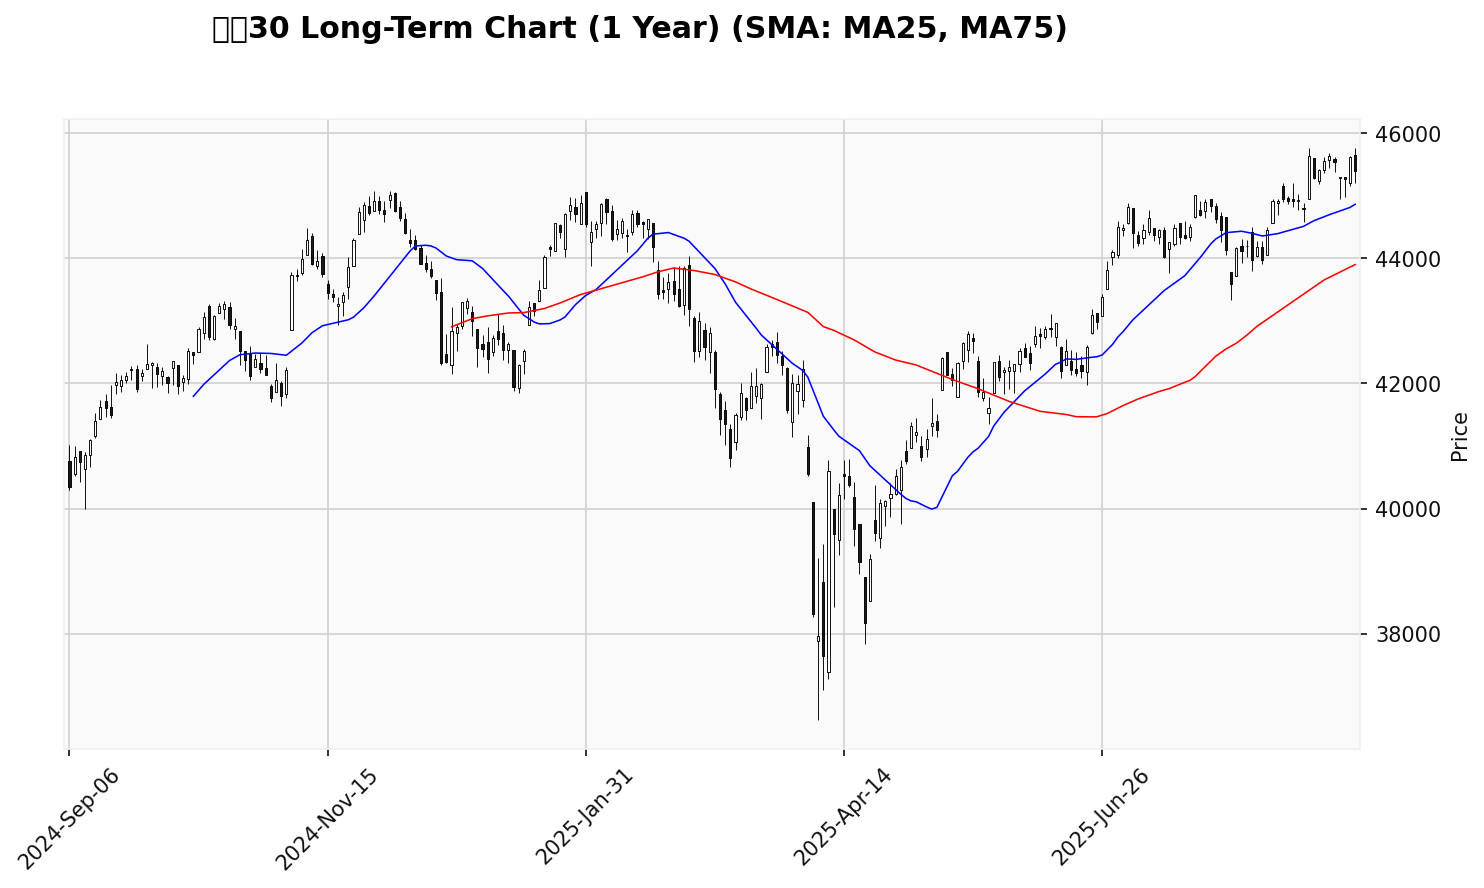 30 Long-Term Chart (1 Year) (SMA: MA25, MA75)
46000
44000
42000
40000
38000
Price
2024-Sep-06
2024-Nov-15
2025-Jan-31
2025-Apr-14
2025-Jun-26